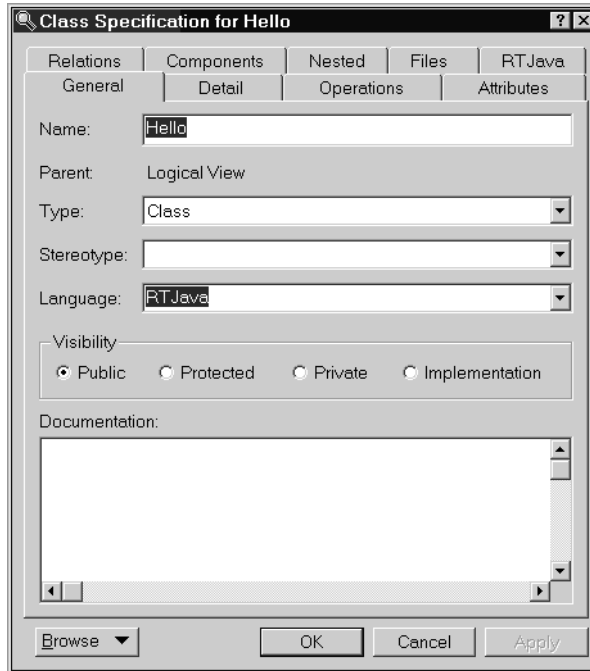 Class Specification for Hello
Relations Components Nested Files RTJava
General Detail Operations Attributes
Name: Hello
Parent: Logical View
Type: Class
Stereotype:
Language: RTJava
Visibility
Public Protected Private Implementation
Documentation:
Browse OK Cancel Apply